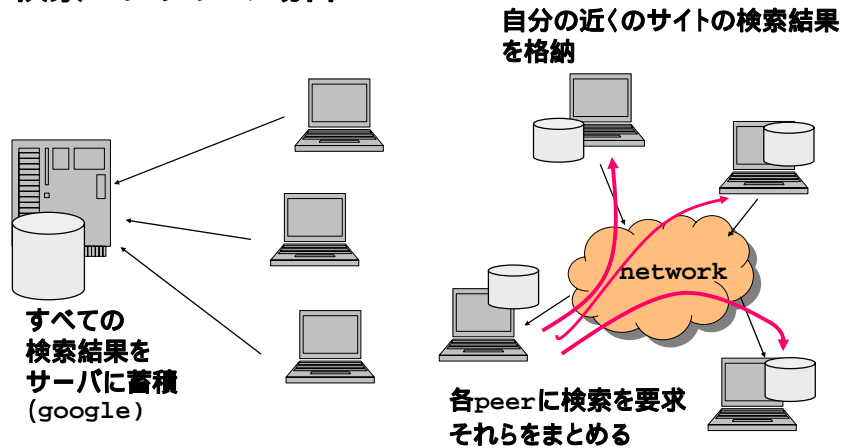 自分の近くのサイトの検索結果
を格納
network
すべての
検索結果を
サーバに蓄積
(google)
各peerに検索を要求
それらをまとめる